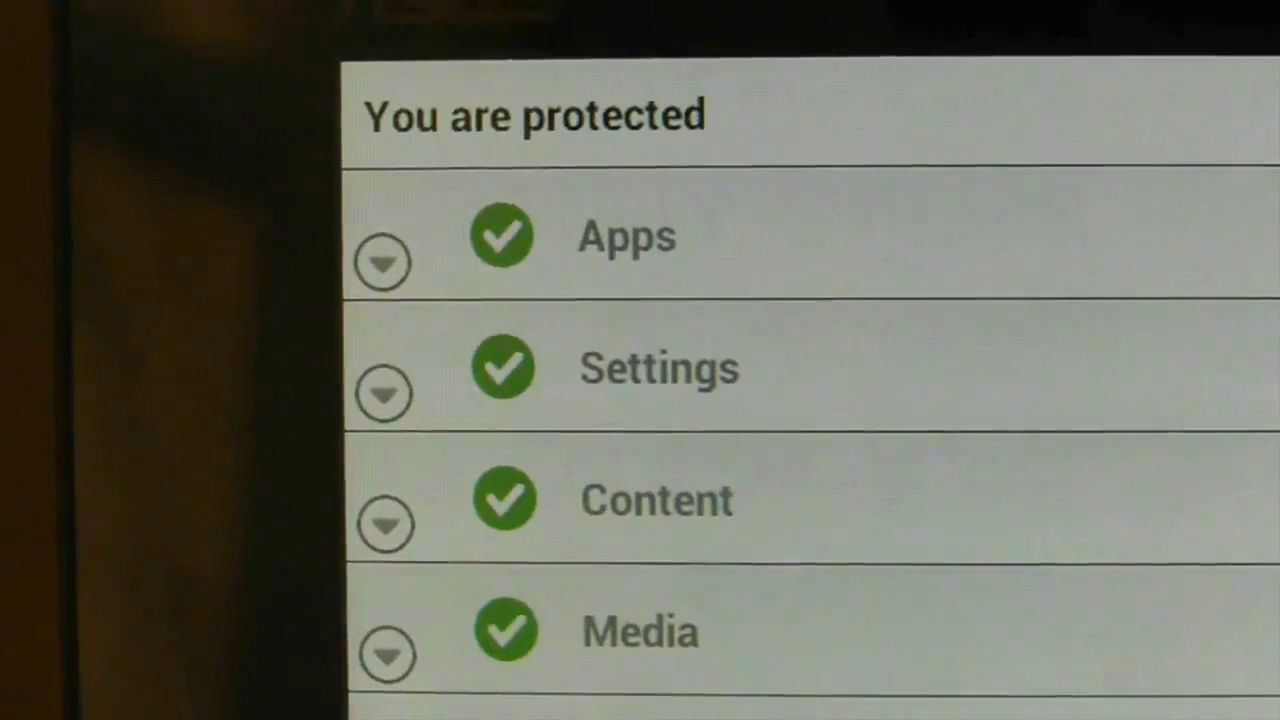 You are protected
Apps
Settings
Content
Media